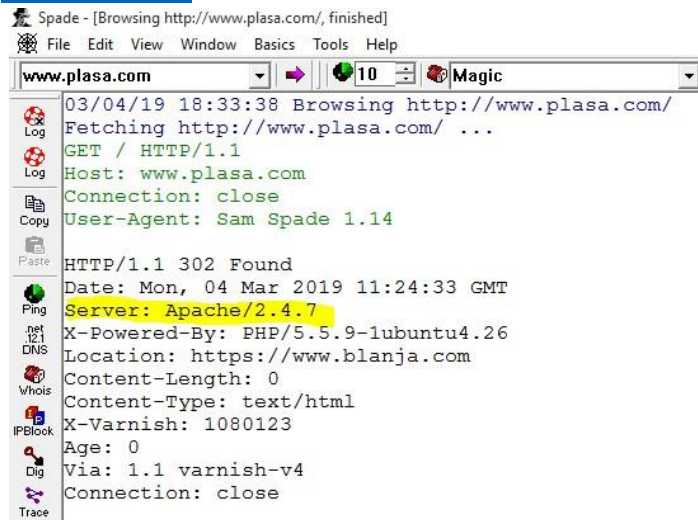 Spade - [Browsing http://www.plasa.com/, finished]
File Edit View Window Basics Tools Help
www.plasa.com 10 Magic
03/04/19 18:33:38 Browsing http://www.plasa.com/
Fetching http://www.plasa.com/ ...
GET / HTTP/1.1
Host: www.plasa.com
Connection: close
User-Agent: Sam Spade 1.14
HTTP/1.1 302 Found
Date: Mon, 04 Mar 2019 11:24:33 GMT
Server: Apache/2.4.7
X-Powered-By: PHP/5.5.9-1ubuntu4.26
Location: https://www.blanja.com
Content-Length: 0
Content-Type: text/html
X-Varnish: 1080123
Age: 0
Via: 1.1 varnish-v4
Connection: close
Log
Log
Copy
Paste
Ping
.net
.12.1
DNS
Whois
IP
IPBlock
Dig
Trace